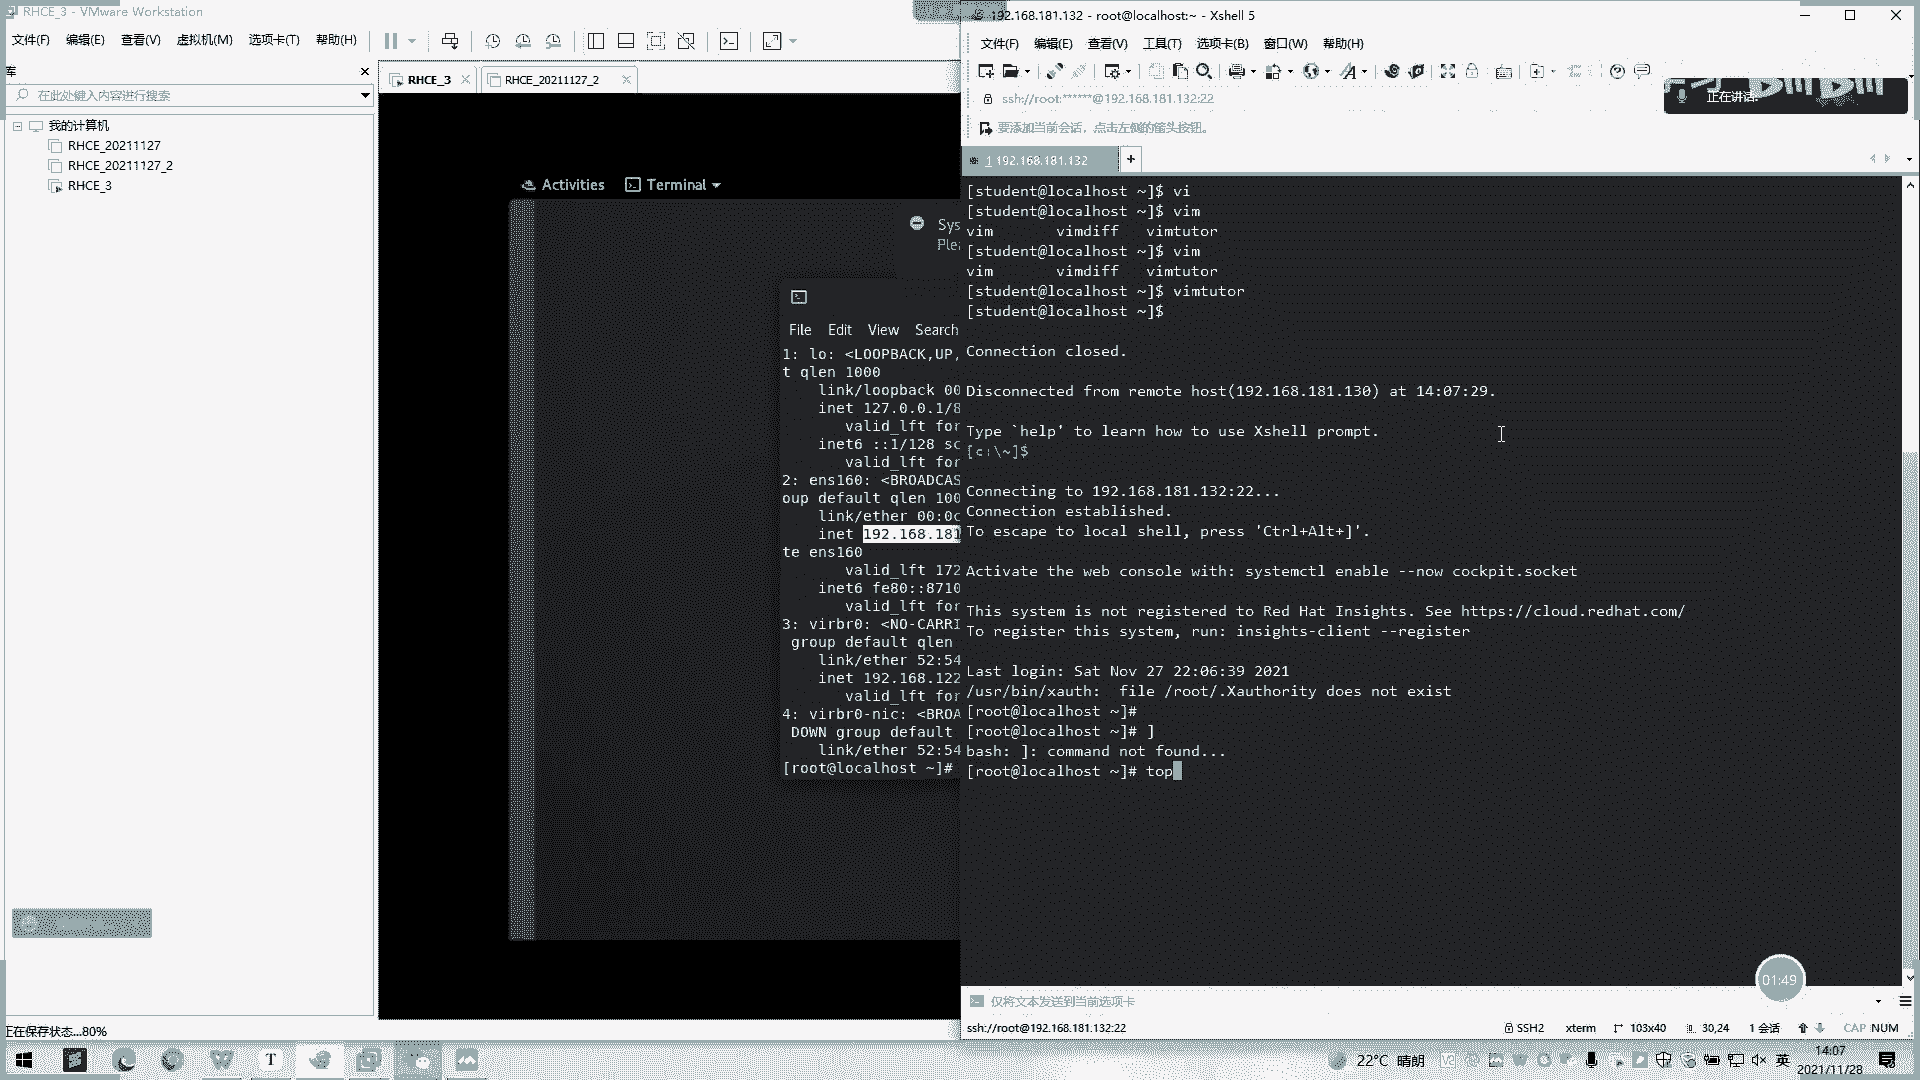 RHCE_3 - VMware Workstation
文件(F) 编辑(E) 查看(V) 虚拟机(M) 选项卡(T) 帮助(H)
库
在此处键入内容进行搜索
我的计算机
RHCE_20211127
RHCE_20211127_2
RHCE_3
正在保存状态...80%
RHCE_3
RHCE_20211127_2
Activities Terminal
Sys
Plea
File Edit View Search
1: lo: <LOOPBACK,UP,
t qlen 1000
link/loopback 00
inet 127.0.0.1/8
valid_lft for
inet6 ::1/128 sc
valid_lft for
2: ens160: <BROADCAS
oup default qlen 100
link/ether 00:0c
inet 192.168.181
te ens160
valid_lft 172
inet6 fe80::8710
valid_lft for
3: virbr0: <NO-CARRI
group default qlen
link/ether 52:54
inet 192.168.122
valid_lft for
4: virbr0-nic: <BROA
DOWN group default
link/ether 52:54
[root@localhost ~]#
192.168.181.132 - root@localhost:~ - Xshell 5
文件(F) 编辑(E) 查看(V) 工具(T) 选项卡(B) 窗口(W) 帮助(H)
ssh://root:******@192.168.181.132:22
正在讲话:
要添加当前会话，点击左侧的箭头按钮。
1 192.168.181.132
[student@localhost ~]$ vi
[student@localhost ~]$ vim
vim vimdiff vimtutor
[student@localhost ~]$ vim
vim vimdiff vimtutor
[student@localhost ~]$ vimtutor
[student@localhost ~]$
Connection closed.
Disconnected from remote host(192.168.181.130) at 14:07:29.
Type `help' to learn how to use Xshell prompt.
[c:\~]$
Connecting to 192.168.181.132:22...
Connection established.
To escape to local shell, press 'Ctrl+Alt+]'.
Activate the web console with: systemctl enable --now cockpit.socket
This system is not registered to Red Hat Insights. See https://cloud.redhat.com/
To register this system, run: insights-client --register
Last login: Sat Nov 27 22:06:39 2021
/usr/bin/xauth:  file /root/.Xauthority does not exist
[root@localhost ~]#
[root@localhost ~]# ]
bash: ]: command not found...
[root@localhost ~]# top
01:49
仅将文本发送到当前选项卡
ssh://root@192.168.181.132:22
SSH2 xterm 103x40 30,24 1 会话 CAP NUM
22°C 晴朗
英
14:07
2021/11/28